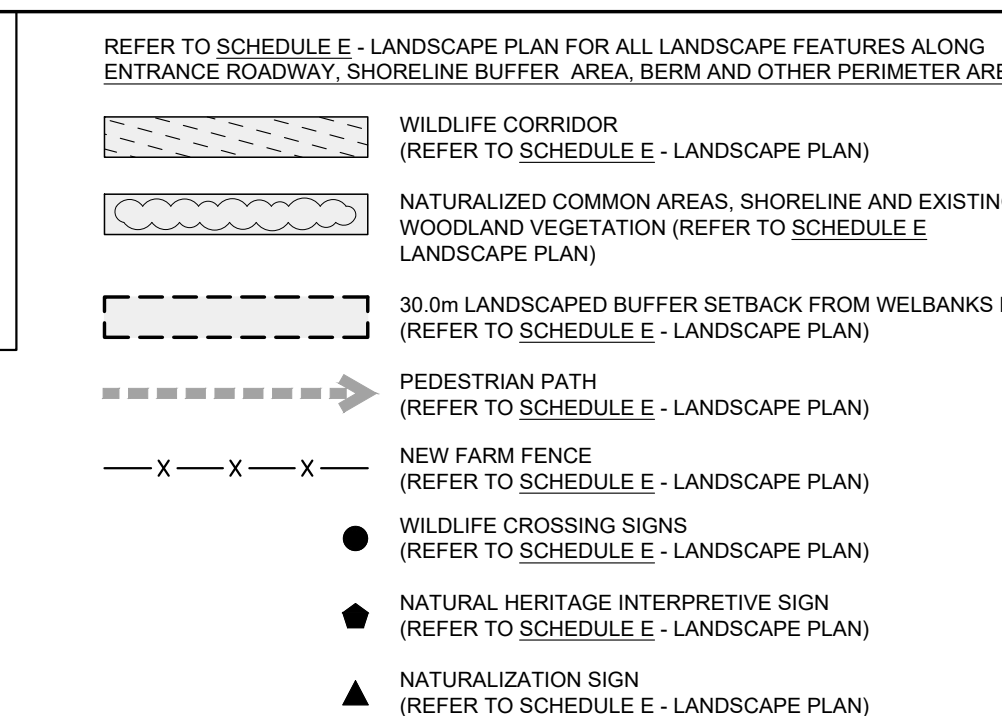 REFER TO SCHEDULE E - LANDSCAPE PLAN FOR ALL LANDSCAPE FEATURES ALONG
ENTRANCE ROADWAY, SHORELINE BUFFER AREA, BERM AND OTHER PERIMETER
WILDLIFE CORRIDOR
(REFER TO SCHEDULE E - LANDSCAPE PLAN)
NATURALIZED COMMON AREAS, SHORELINE AND
WOODLAND VEGETATION (REFER TO SCHEDULE E
LANDSCAPE PLAN)
30.0m LANDSCAPED BUFFER SETBACK FROM WELBANKS
(REFER TO SCHEDULE E - LANDSCAPE PLAN)
PEDESTRIAN PATH
(REFER TO SCHEDULE E - LANDSCAPE PLAN)
X X X
NEW FARM FENCE
(REFER TO SCHEDULE E - LANDSCAPE PLAN)
WILDLIFE CROSSING SIGNS
(REFER TO SCHEDULE E - LANDSCAPE PLAN)
NATURAL HERITAGE INTERPRETIVE SIGN
(REFER TO SCHEDULE E - LANDSCAPE PLAN)
NATURALIZATION SIGN
(REFER TO SCHEDULE E - LANDSCAPE PLAN)